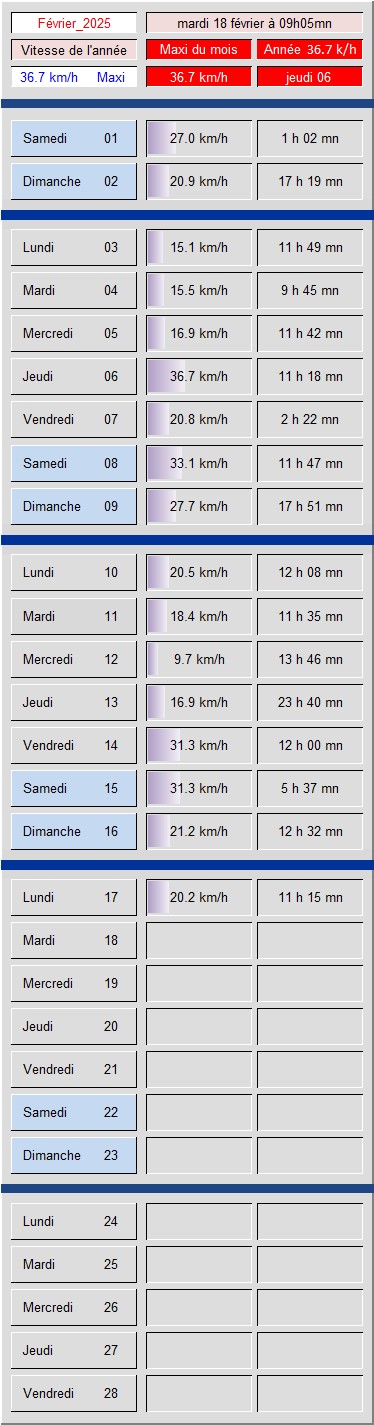 Février_2025 mardi 18 février à 09h05mn
Vitesse de l'année Maxi du mois Année 36.7 k/h
36.7 km/h Maxi 36.7 km/h jeudi 06
Samedi 01 27.0 km/h 1 h 02 mn
Dimanche 02 20.9 km/h 17 h 19 mn
Lundi 03 15.1 km/h 11 h 49 mn
Mardi 04 15.5 km/h 9 h 45 mn
Mercredi 05 16.9 km/h 11 h 42 mn
Jeudi 06 36.7 km/h 11 h 18 mn
Vendredi 07 20.8 km/h 2 h 22 mn
Samedi 08 33.1 km/h 11 h 47 mn
Dimanche 09 27.7 km/h 17 h 51 mn
Lundi 10 20.5 km/h 12 h 08 mn
Mardi 11 18.4 km/h 11 h 35 mn
Mercredi 12 9.7 km/h 13 h 46 mn
Jeudi 13 16.9 km/h 23 h 40 mn
Vendredi 14 31.3 km/h 12 h 00 mn
Samedi 15 31.3 km/h 5 h 37 mn
Dimanche 16 21.2 km/h 12 h 32 mn
Lundi 17 20.2 km/h 11 h 15 mn
Mardi 18
Mercredi 19
Jeudi 20
Vendredi 21
Samedi 22
Dimanche 23
Lundi 24
Mardi 25
Mercredi 26
Jeudi 27
Vendredi 28